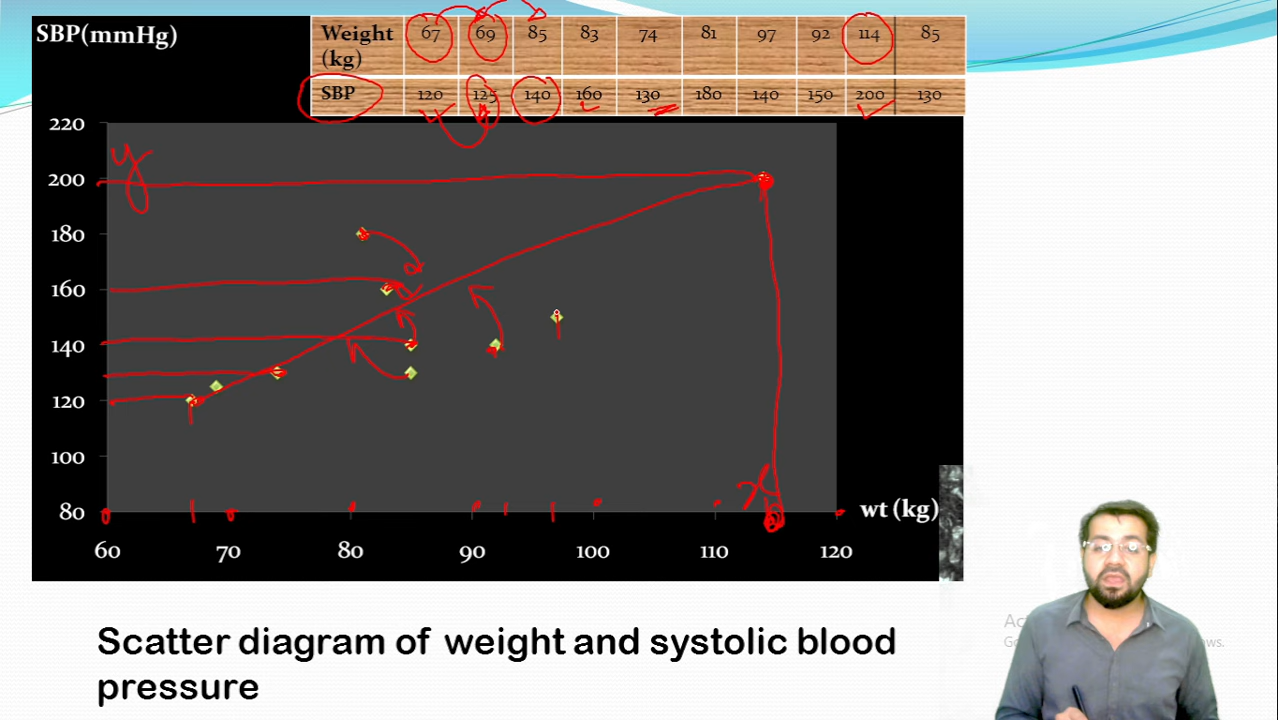 SBP(mmHg)
Weight (kg) 67 69 85 83 74 81 97 92 114 85
SBP 120 125 140 160 130 180 140 150 200 130
220
y
200
180
160
140
120
100
80
x
wt (kg)
60 70 80 90 100 110 120
Scatter diagram of weight and systolic blood
pressure